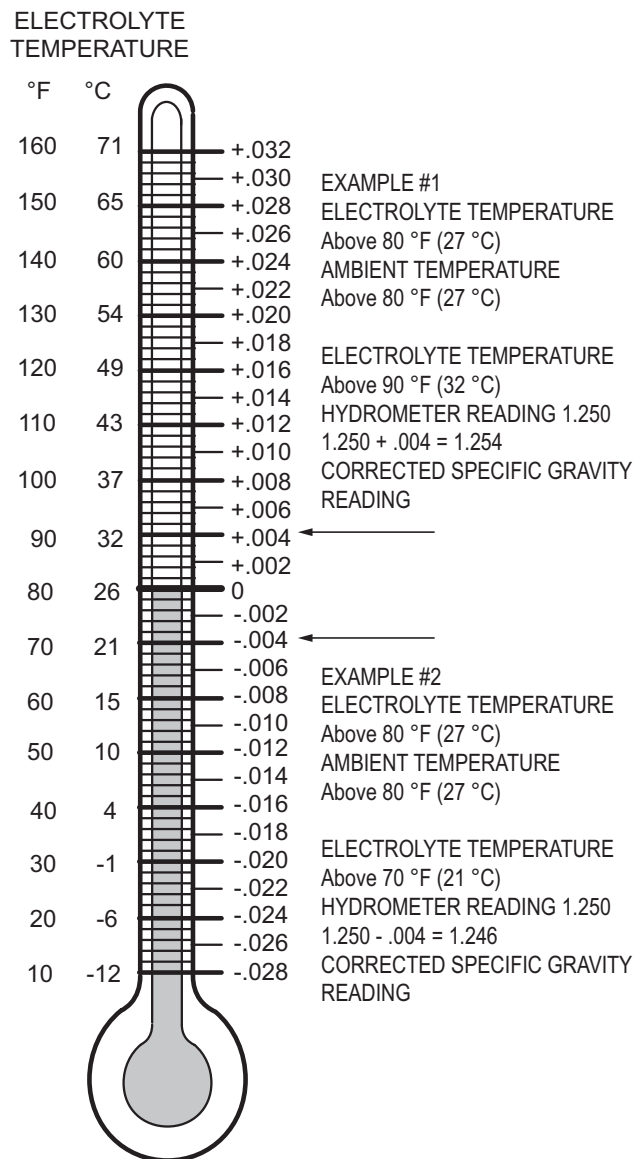 ELECTROLYTE
TEMPERATURE
°F °C
160 71 +.032
+.030
150 65 +.028
+.026
140 60 +.024
+.022
130 54 +.020
+.018
120 49 +.016
+.014
110 43 +.012
+.010
100 37 +.008
+.006
90 32 +.004
+.002
80 26 0
-.002
70 21 -.004
-.006
60 15 -.008
-.010
50 10 -.012
-.014
40 4 -.016
-.018
30 -1 -.020
-.022
20 -6 -.024
-.026
10 -12 -.028
EXAMPLE #1
ELECTROLYTE TEMPERATURE
Above 80 °F (27 °C)
AMBIENT TEMPERATURE
Above 80 °F (27 °C)
ELECTROLYTE TEMPERATURE
Above 90 °F (32 °C)
HYDROMETER READING 1.250
1.250 + .004 = 1.254
CORRECTED SPECIFIC GRAVITY
READING
EXAMPLE #2
ELECTROLYTE TEMPERATURE
Above 80 °F (27 °C)
AMBIENT TEMPERATURE
Above 80 °F (27 °C)
ELECTROLYTE TEMPERATURE
Above 70 °F (21 °C)
HYDROMETER READING 1.250
1.250 - .004 = 1.246
CORRECTED SPECIFIC GRAVITY
READING